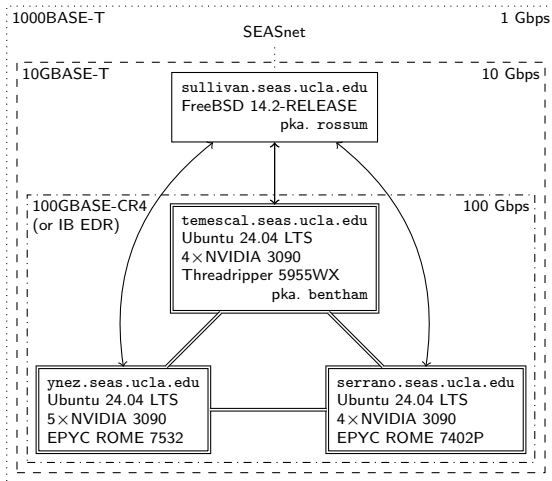 1000BASE-T
1 Gbps
SEASnet
10GBASE-T
10 Gbps
sullivan.seas.ucla.edu
FreeBSD 14.2-RELEASE
pka. rossum
100GBASE-CR4
(or IB EDR)
100 Gbps
temescal.seas.ucla.edu
Ubuntu 24.04 LTS
4×NVIDIA 3090
Threadripper 5955WX
pka. bentham
ynez.seas.ucla.edu
Ubuntu 24.04 LTS
5×NVIDIA 3090
EPYC ROME 7532
serrano.seas.ucla.edu
Ubuntu 24.04 LTS
4×NVIDIA 3090
EPYC ROME 7402P